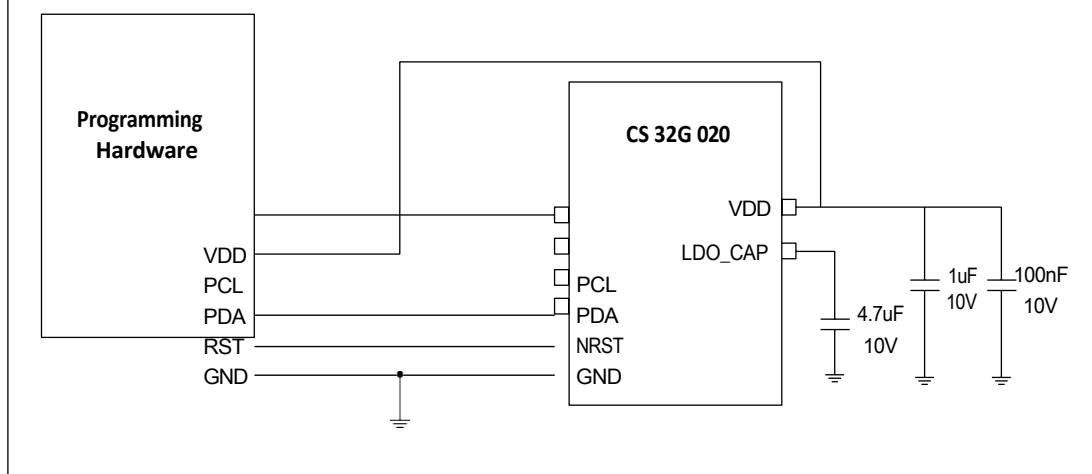 Programming
Hardware
VDD
PCL
PDA
RST
GND
CS 32G 020
VDD
LDO_CAP
PCL
PDA
NRST
GND
4.7uF
10V
1uF
10V
100nF
10V